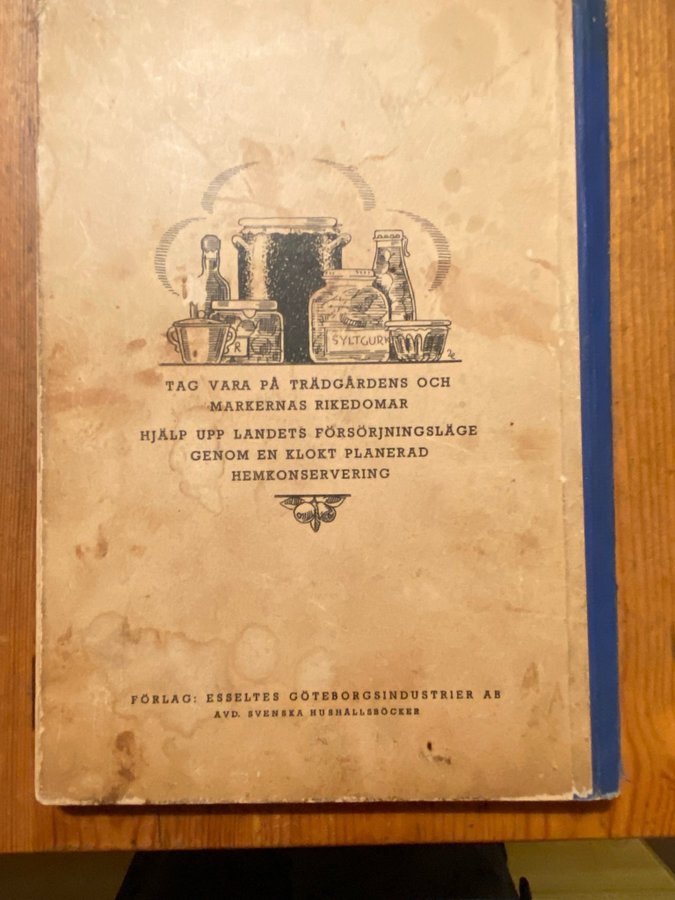 R
SYLTGURK
TAG VARA PÅ TRÄDGÅRDENS OCH
MARKERNAS RIKEDOMAR
HJÄLP UPP LANDETS FÖRSÖRJNINGSLÄGE
GENOM EN KLOKT PLANERAD
HEMKONSERVERING
FÖRLAG: ESSELTES GÖTEBORGSINDUSTRIER AB
AVD. SVENSKA HUSHÅLLSBÖCKER